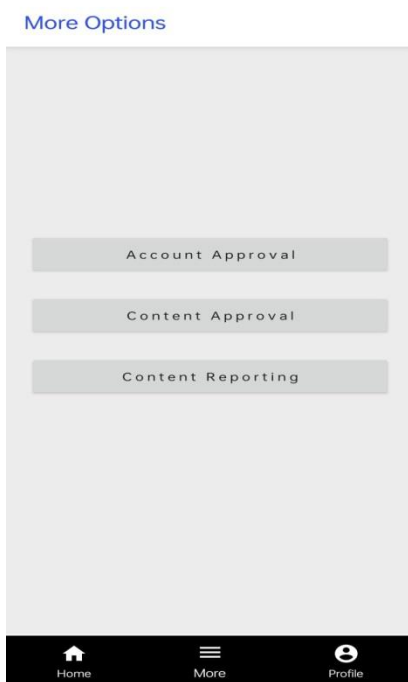 More Options
Account Approval
Content Approval
Content Reporting
Home More Profile